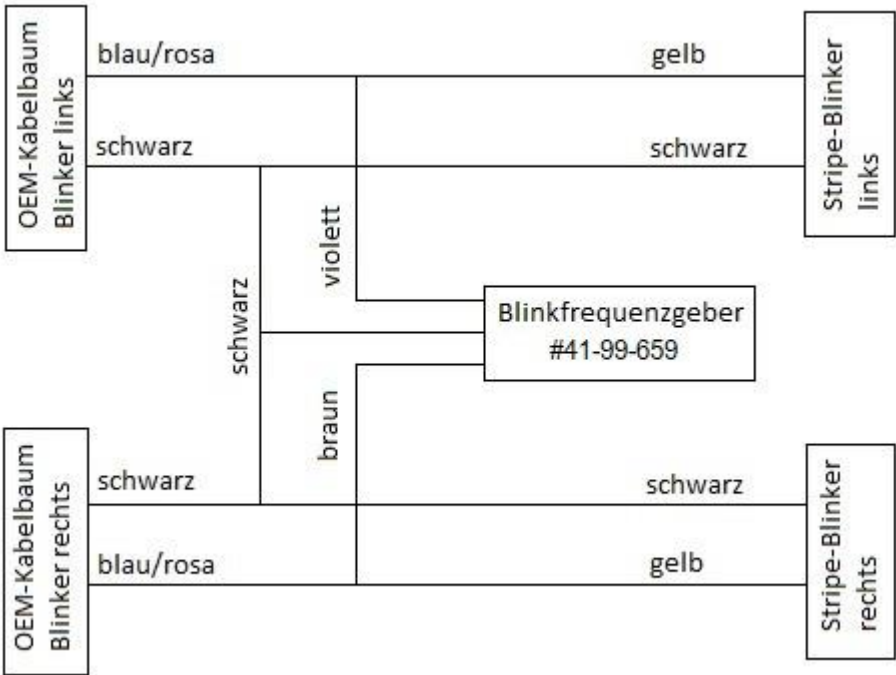 OEM-Kabelbaum
Blinker links
blau/rosa
gelb
schwarz
schwarz
Stripe-Blinker
links
violett
schwarz
Blinkfrequenzgeber
#41-99-659
braun
OEM-Kabelbaum
Blinker rechts
schwarz
schwarz
blau/rosa
gelb
Stripe-Blinker
rechts